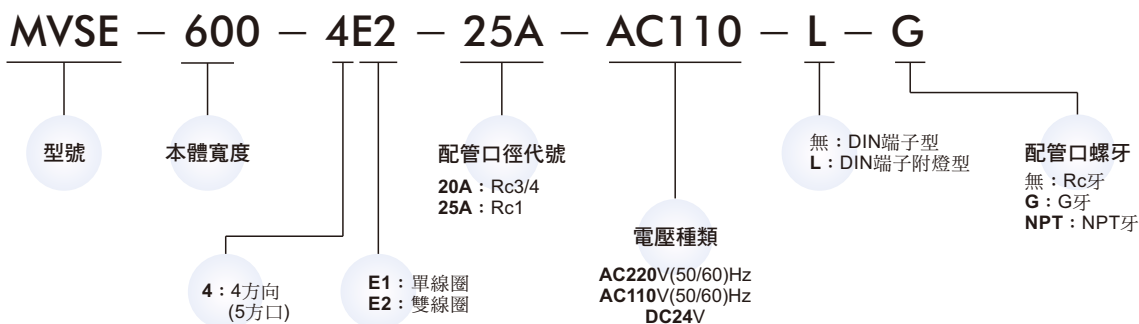 MVSE － 600 － 4E2 － 25A － AC110 － L － G
型號
本體寬度
4：4方向
(5方口)
E1：單線圈
E2：雙線圈
配管口徑代號
20A：Rc3/4
25A：Rc1
電壓種類
AC220V(50/60)Hz
AC110V(50/60)Hz
DC24V
無：DIN端子型
L：DIN端子附燈型
配管口螺牙
無：Rc牙
G：G牙
NPT：NPT牙